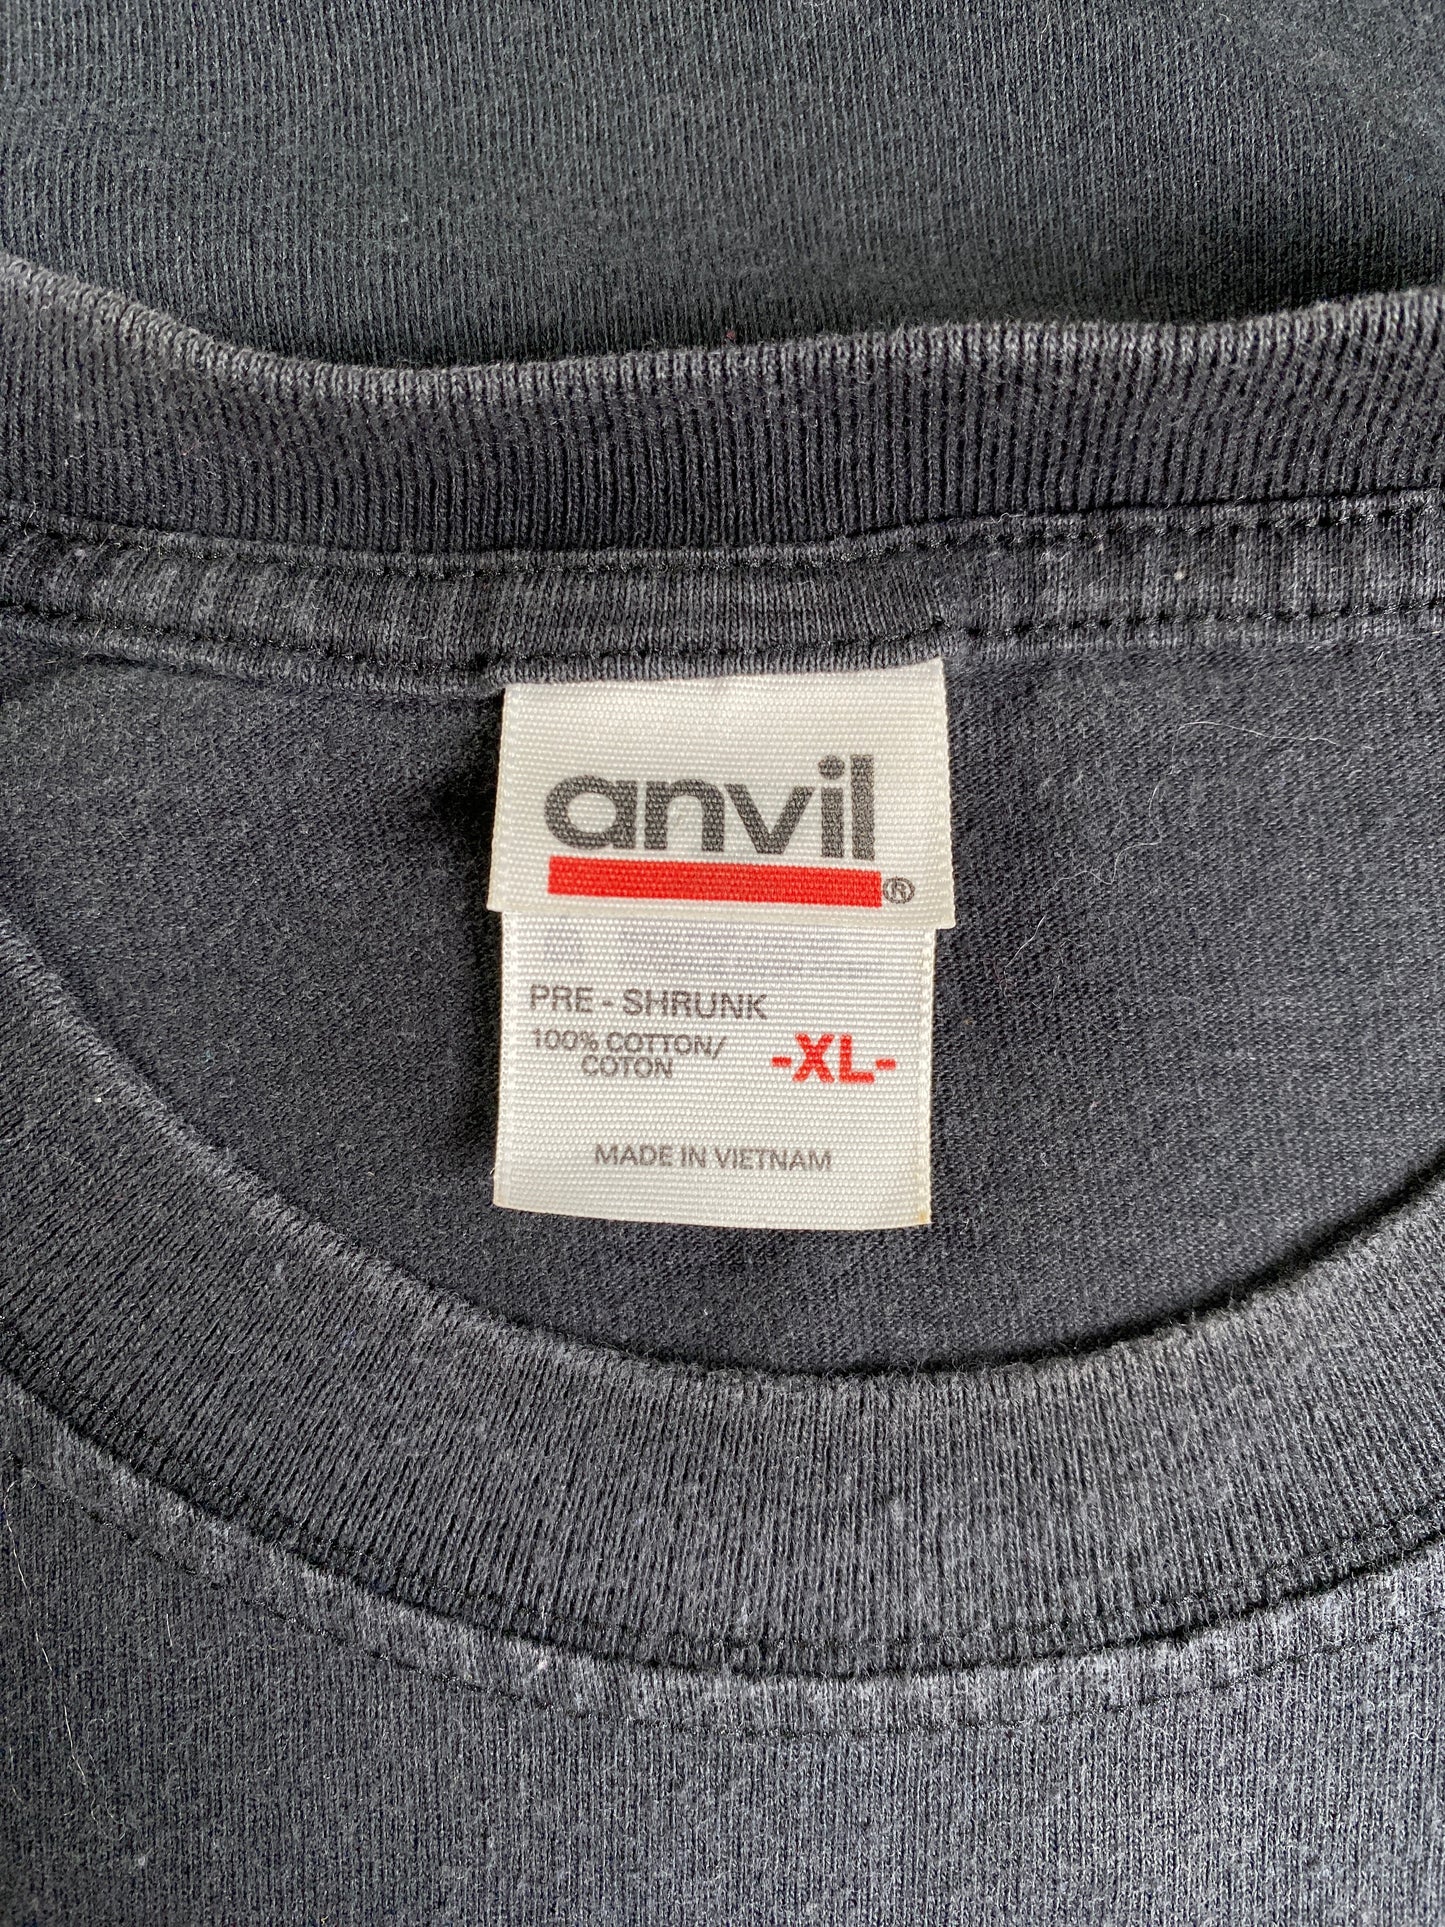 anvil
®
PRE - SHRUNK
100% COTTON/
COTON
-XL-
MADE IN VIETNAM